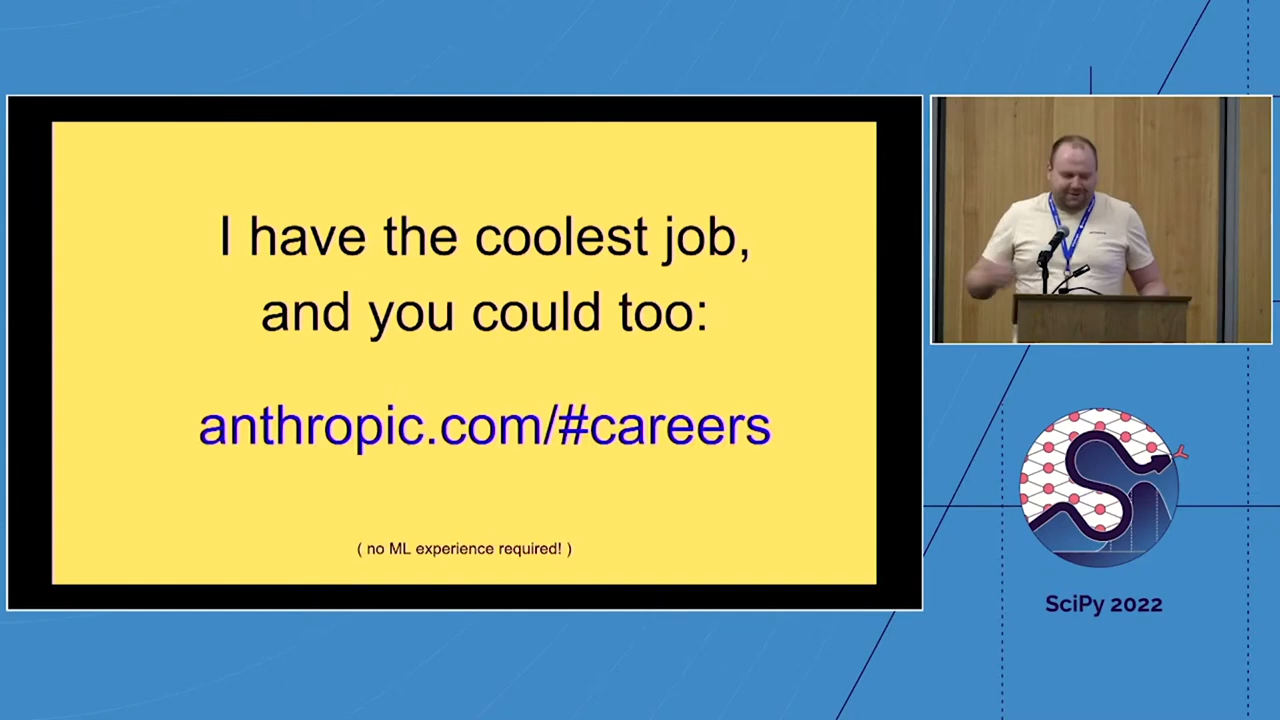 I have the coolest job,
and you could too:
anthropic.com/#careers
( no ML experience required! )
SciPy 2022